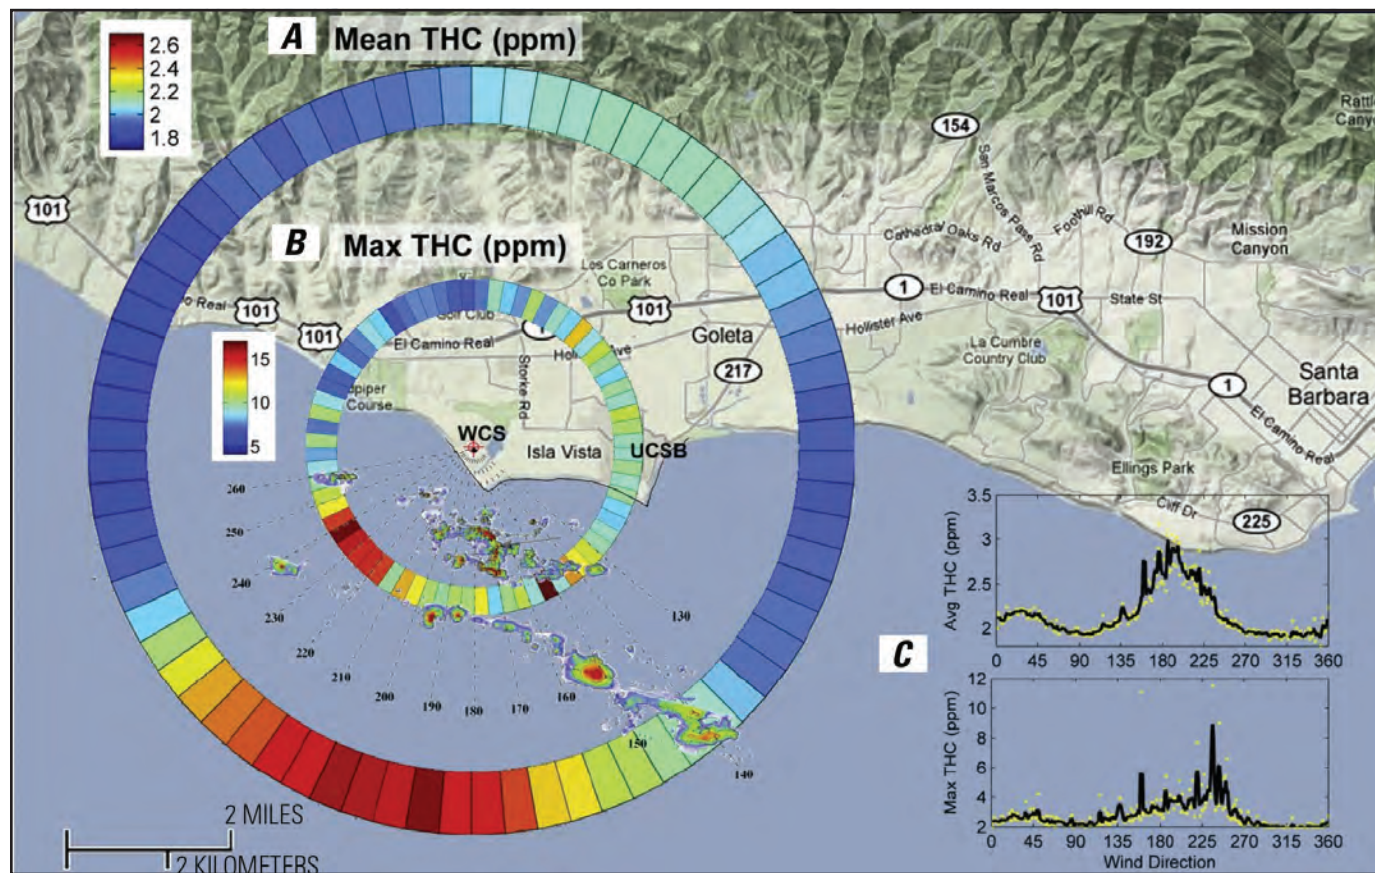 A Mean THC (ppm)
2.6
2.4
2.2
2
1.8
154
San Marcos Pass Rd
101
Cathedral Oaks Rd
Foothill Rd
192
Mission
Canyon
B Max THC (ppm)
Los Carneros
Co Park
101
1
El Camino Real
101
State St
Real
101
101
Golf Club
El Camino Real
Goleta
Hollister Ave
La Cumbre
Country Club
217
1
Santa
Barbara
El Camino Real
15
10
5
Course
Storke Rd
WCS
Isla Vista
UCSB
Ellings Park
Cliff Dr
225
260
250
240
230
220
210
200
190
180
170
160
150
140
130
C
Avg THC (ppm)
3.5
3
2.5
2
0 45 90 135 180 225 270 315 360
Max THC (ppm)
12
10
8
6
4
2
0 45 90 135 180 225 270 315 360
Wind Direction
2 MILES
2 KILOMETERS